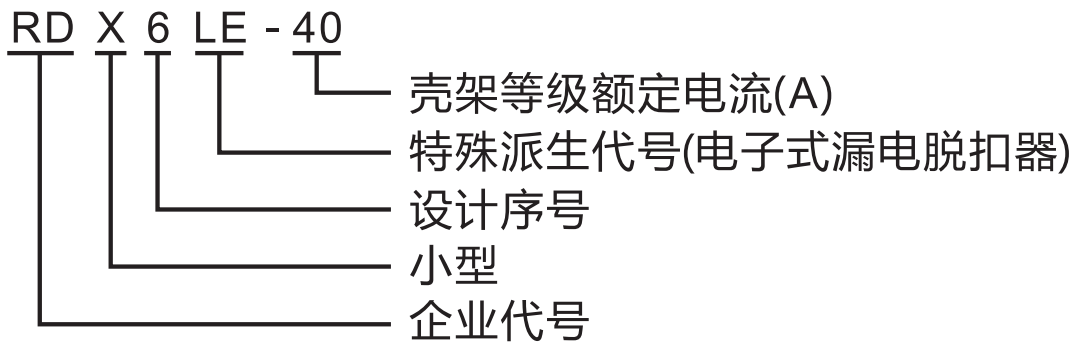 RD X 6 LE - 40
壳架等级额定电流(A)
特殊派生代号(电子式漏电脱扣器)
设计序号
小型
企业代号